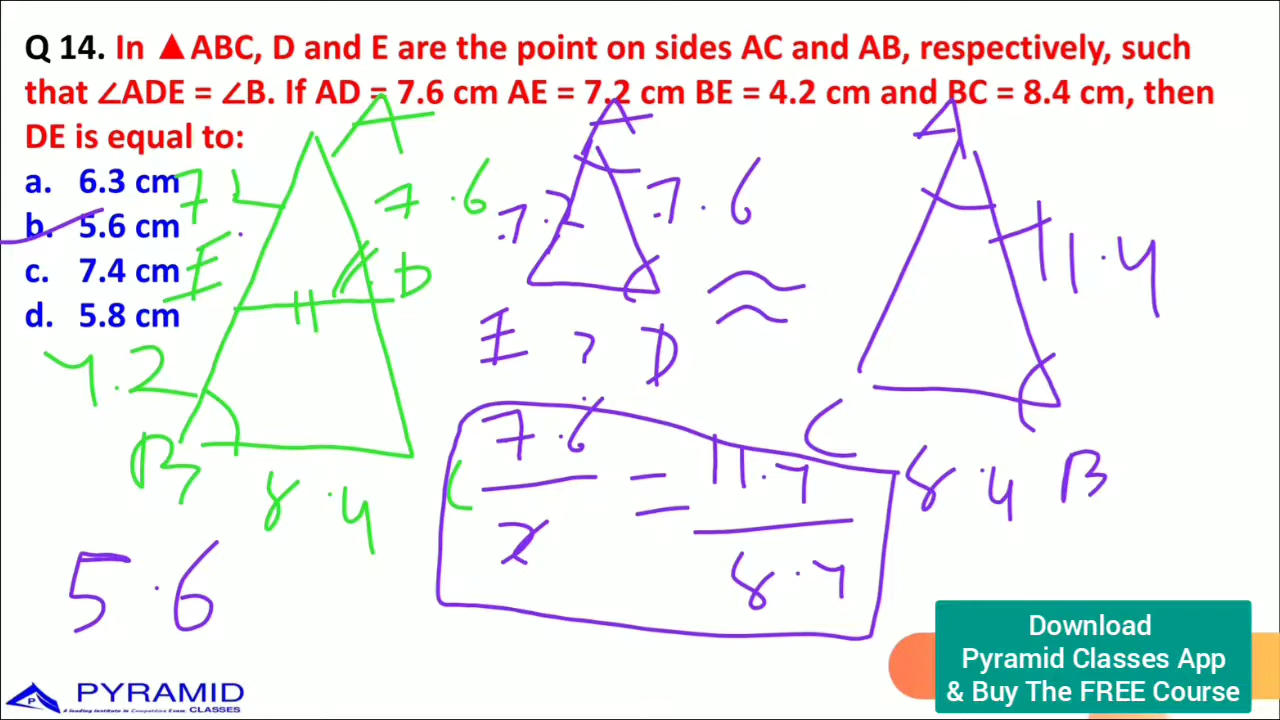 Q 14. In ▲ABC, D and E are the point on sides AC and AB, respectively, such
that ∠ADE = ∠B. If AD = 7.6 cm AE = 7.2 cm BE = 4.2 cm and BC = 8.4 cm, then
DE is equal to:
a. 6.3 cm
b. 5.6 cm
c. 7.4 cm
d. 5.8 cm
A
7.6
E
D
4.2
B
C
8.4
A
7.2
7.6
E
?
D
A
11.4
C
8.4
B
7.6
=
11.4
x
8.4
5.6
PYRAMID
CLASSES
Download
Pyramid Classes App
& Buy The FREE Course